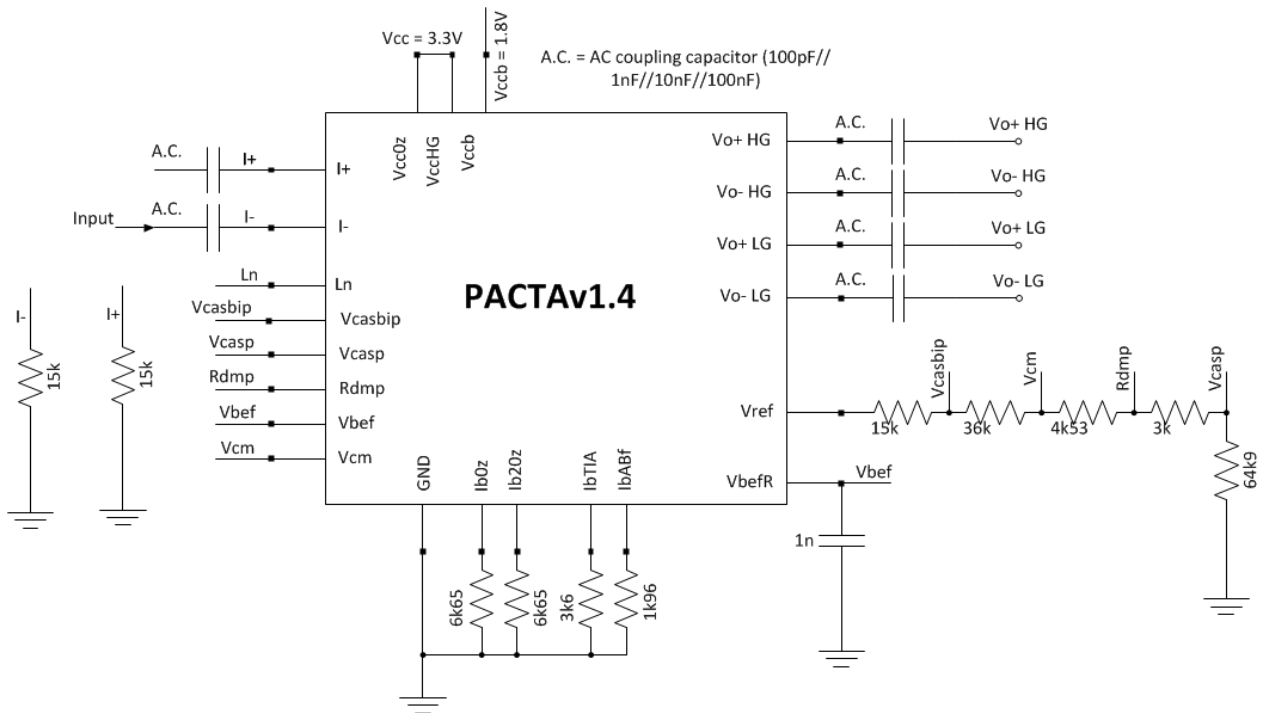 Vcc = 3.3V
Vccb = 1.8V
A.C. = AC coupling capacitor (100pF//
1nF//10nF//100nF)
Vcc0z
VccHG
Vccb
A.C.
I+
I+
Input
A.C.
I-
I-
Ln
Ln
Vcasbip
Vcasbip
Vcasp
Vcasp
Rdmp
Rdmp
Vbef
Vbef
Vcm
Vcm
PACTAv1.4
Vo+ HG
A.C.
Vo+ HG
Vo- HG
A.C.
Vo- HG
Vo+ LG
A.C.
Vo+ LG
Vo- LG
A.C.
Vo- LG
I-
15k
I+
15k
Vref
15k
Vcasbip
36k
Vcm
4k53
Rdmp
3k
Vcasp
64k9
VbefR
Vbef
1n
GND
Ib0z
Ib20z
IbTIA
IbABf
6k65
6k65
3k6
1k96